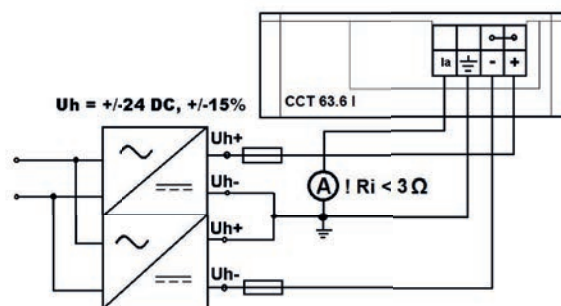 Ia - +
CCT 63.6 I
Uh = +/-24 DC, +/-15%
Uh+
Uh-
A ! Ri < 3 Ω
Uh+
Uh-